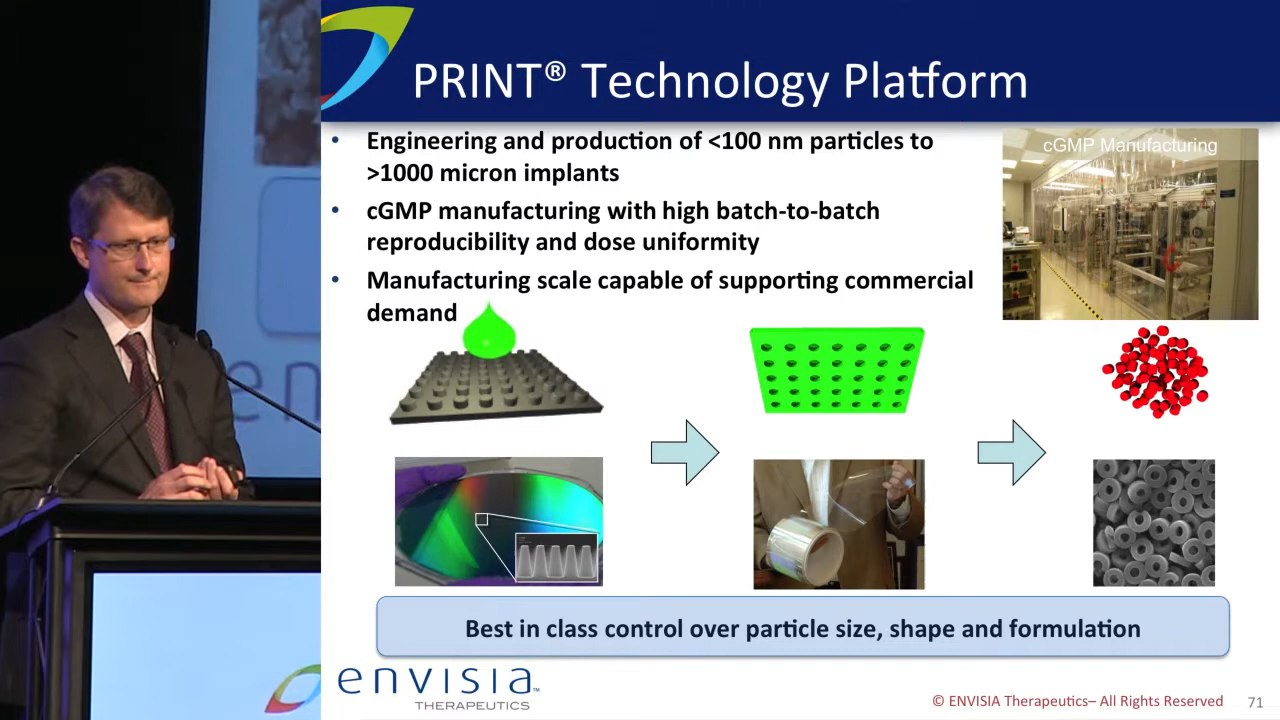 PRINT® Technology Platform
• Engineering and production of <100 nm particles to
>1000 micron implants
• cGMP manufacturing with high batch-to-batch
reproducibility and dose uniformity
• Manufacturing scale capable of supporting commercial
demand
cGMP Manufacturing
Best in class control over particle size, shape and formulation
envisia™
THERAPEUTICS
© ENVISIA Therapeutics– All Rights Reserved
71
en